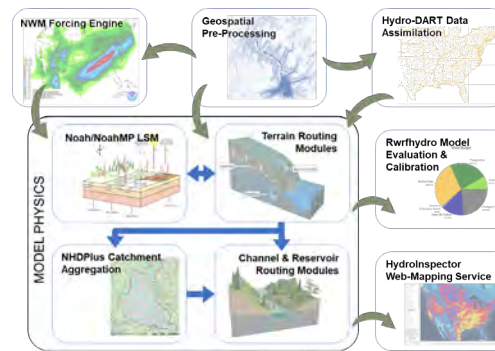 NWM Forcing Engine
Geospatial
Pre-Processing
Hydro-DART Data
Assimilation
Noah/NoahMP LSM
Terrain Routing
Modules
Rwrfhydro Model
Evaluation &
Calibration
MODEL PHYSICS
NHDPlus Catchment
Aggregation
Channel & Reservoir
Routing Modules
HydroInspector
Web-Mapping Service